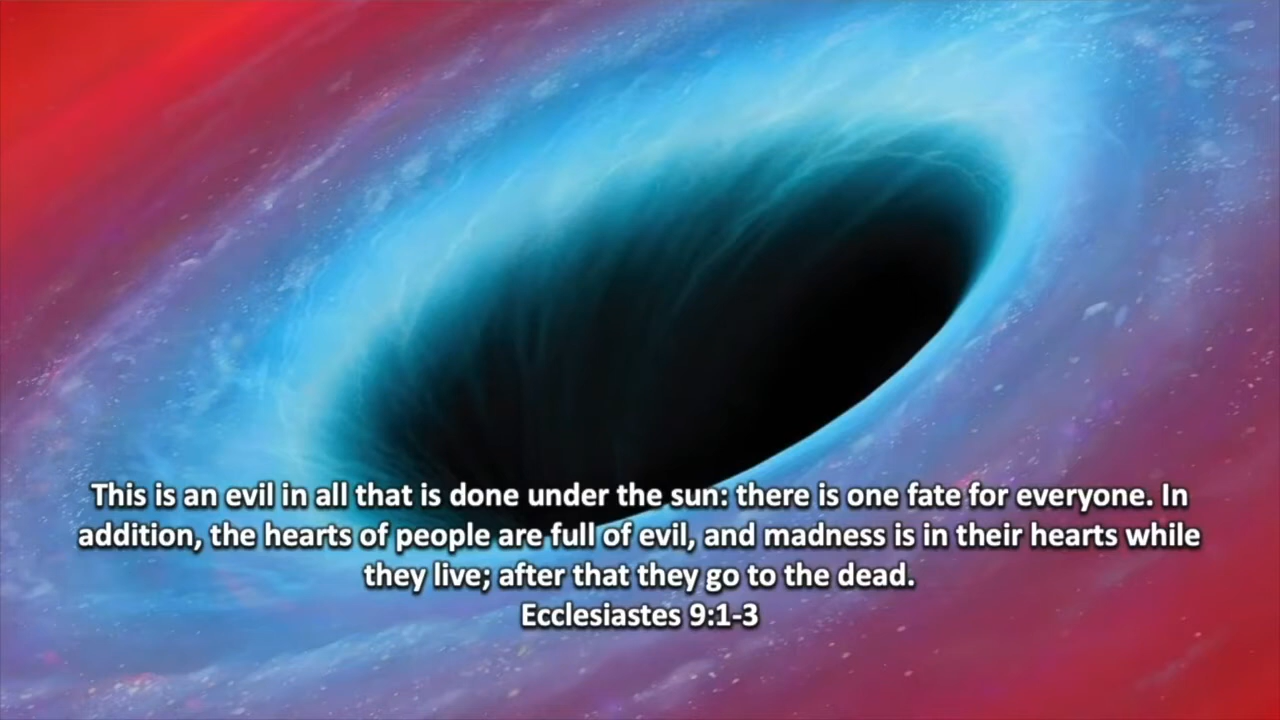 This is an evil in all that is done under the sun: there is one fate for everyone. In
addition, the hearts of people are full of evil, and madness is in their hearts while
they live; after that they go to the dead.
Ecclesiastes 9:1-3